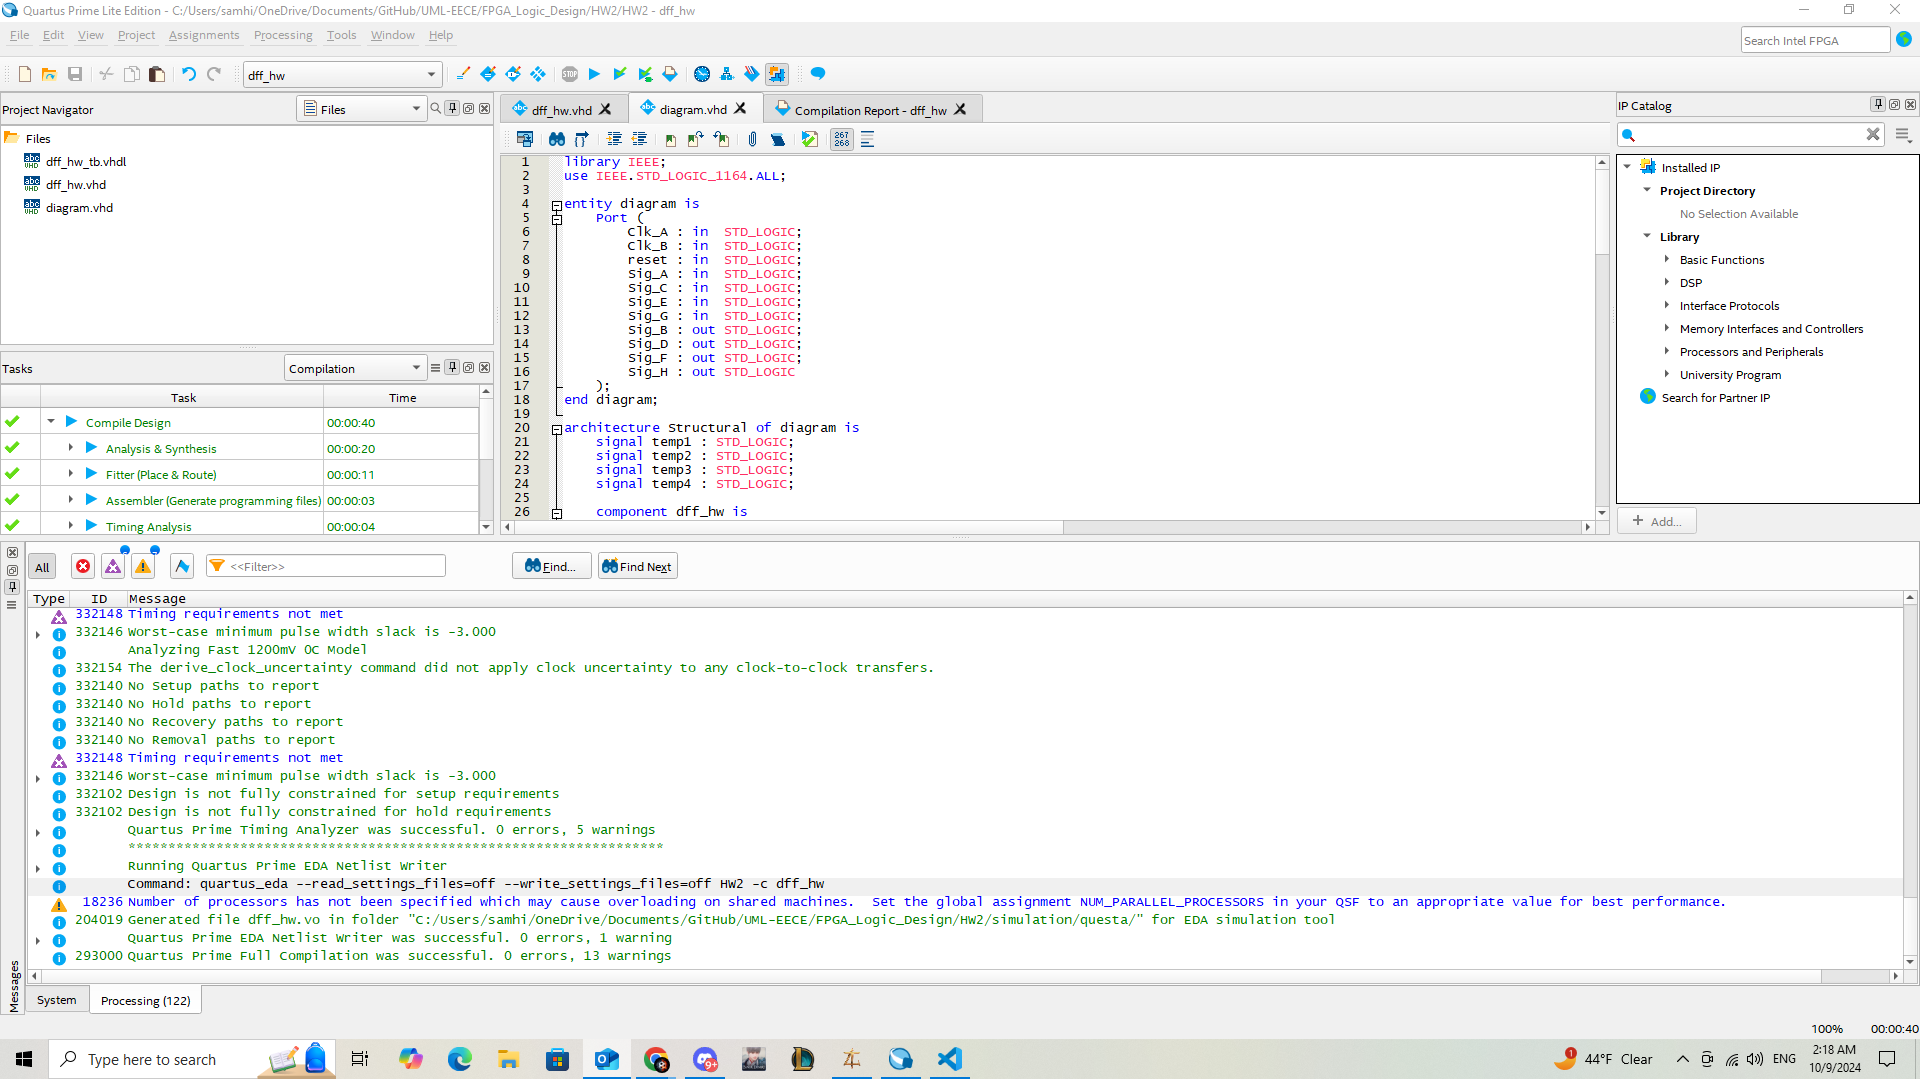 Quartus Prime Lite Edition - C:/Users/samhi/OneDrive/Documents/GitHub/UML-EECE/FPGA_Logic_Design/HW2/HW2 - dff_hw
File Edit View Project Assignments Processing Tools Window Help
Search Intel FPGA
dff_hw
Project Navigator
Files
Files
dff_hw_tb.vhdl
dff_hw.vhd
diagram.vhd
Tasks
Compilation
Task Time
Compile Design 00:00:40
Analysis & Synthesis 00:00:20
Fitter (Place & Route) 00:00:11
Assembler (Generate programming files) 00:00:03
Timing Analysis 00:00:04
dff_hw.vhd
diagram.vhd
Compilation Report - dff_hw
267
268
1 library IEEE;
2 use IEEE.STD_LOGIC_1164.ALL;
3
4 entity diagram is
5 Port (
6 Clk_A : in STD_LOGIC;
7 Clk_B : in STD_LOGIC;
8 reset : in STD_LOGIC;
9 Sig_A : in STD_LOGIC;
10 Sig_C : in STD_LOGIC;
11 Sig_E : in STD_LOGIC;
12 Sig_G : in STD_LOGIC;
13 Sig_B : out STD_LOGIC;
14 Sig_D : out STD_LOGIC;
15 Sig_F : out STD_LOGIC;
16 Sig_H : out STD_LOGIC
17 );
18 end diagram;
19
20 architecture Structural of diagram is
21 signal temp1 : STD_LOGIC;
22 signal temp2 : STD_LOGIC;
23 signal temp3 : STD_LOGIC;
24 signal temp4 : STD_LOGIC;
25
26 component dff_hw is
IP Catalog
Installed IP
Project Directory
No Selection Available
Library
Basic Functions
DSP
Interface Protocols
Memory Interfaces and Controllers
Processors and Peripherals
University Program
Search for Partner IP
+ Add...
All
<<Filter>>
Find...
Find Next
Type ID Message
332148 Timing requirements not met
332146 Worst-case minimum pulse width slack is -3.000
Analyzing Fast 1200mV 0C Model
332154 The derive_clock_uncertainty command did not apply clock uncertainty to any clock-to-clock transfers.
332140 No Setup paths to report
332140 No Hold paths to report
332140 No Recovery paths to report
332140 No Removal paths to report
332148 Timing requirements not met
332146 Worst-case minimum pulse width slack is -3.000
332102 Design is not fully constrained for setup requirements
332102 Design is not fully constrained for hold requirements
Quartus Prime Timing Analyzer was successful. 0 errors, 5 warnings
*******************************************************************
Running Quartus Prime EDA Netlist Writer
Command: quartus_eda --read_settings_files=off --write_settings_files=off HW2 -c dff_hw
18236 Number of processors has not been specified which may cause overloading on shared machines. Set the global assignment NUM_PARALLEL_PROCESSORS in your QSF to an appropriate value for best performance.
204019 Generated file dff_hw.vo in folder "C:/Users/samhi/OneDrive/Documents/GitHub/UML-EECE/FPGA_Logic_Design/HW2/simulation/questa/" for EDA simulation tool
Quartus Prime EDA Netlist Writer was successful. 0 errors, 1 warning
293000 Quartus Prime Full Compilation was successful. 0 errors, 13 warnings
Messages
System
Processing (122)
100% 00:00:40
Type here to search
9+
1
44°F Clear
ENG
2:18 AM
10/9/2024